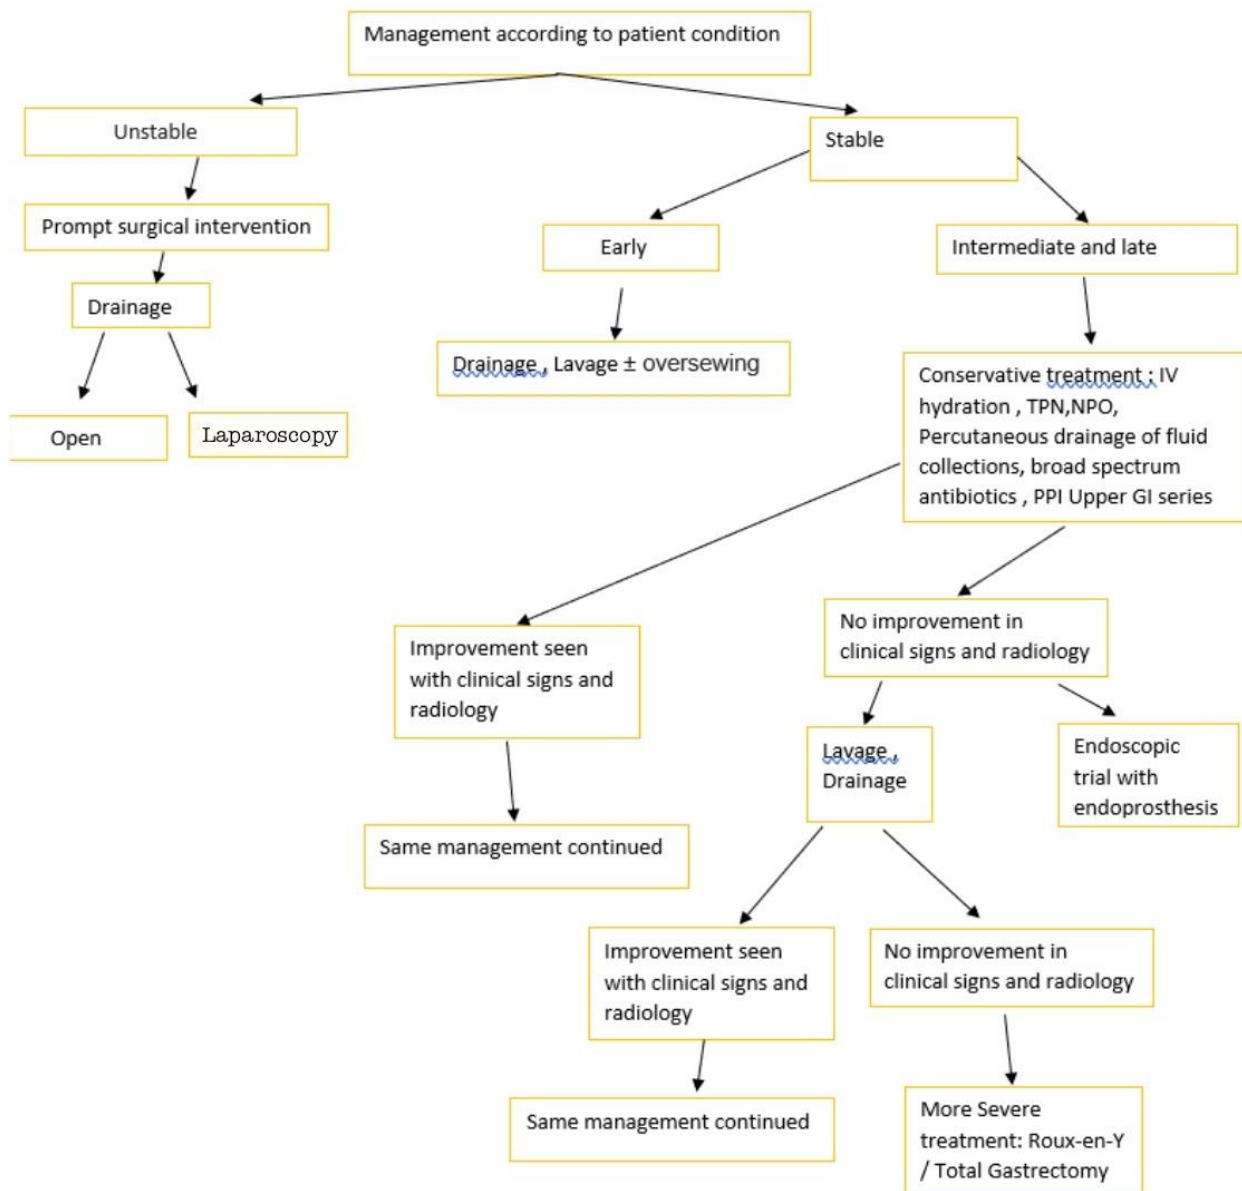 Management according to patient condition
Unstable
Stable
Prompt surgical intervention
Early
Intermediate and late
Drainage
Drainage , Lavage ± oversewing
Conservative treatment : IV
hydration , TPN,NPO,
Percutaneous drainage of fluid
collections, broad spectrum
antibiotics , PPI Upper GI series
Open
Laparoscopy
Improvement seen
with clinical signs and
radiology
No improvement in
clinical signs and radiology
Lavage ,
Drainage
Endoscopic
trial with
endoprosthesis
Same management continued
Improvement seen
with clinical signs and
radiology
No improvement in
clinical signs and radiology
Same management continued
More Severe
treatment: Roux-en-Y
/ Total Gastrectomy